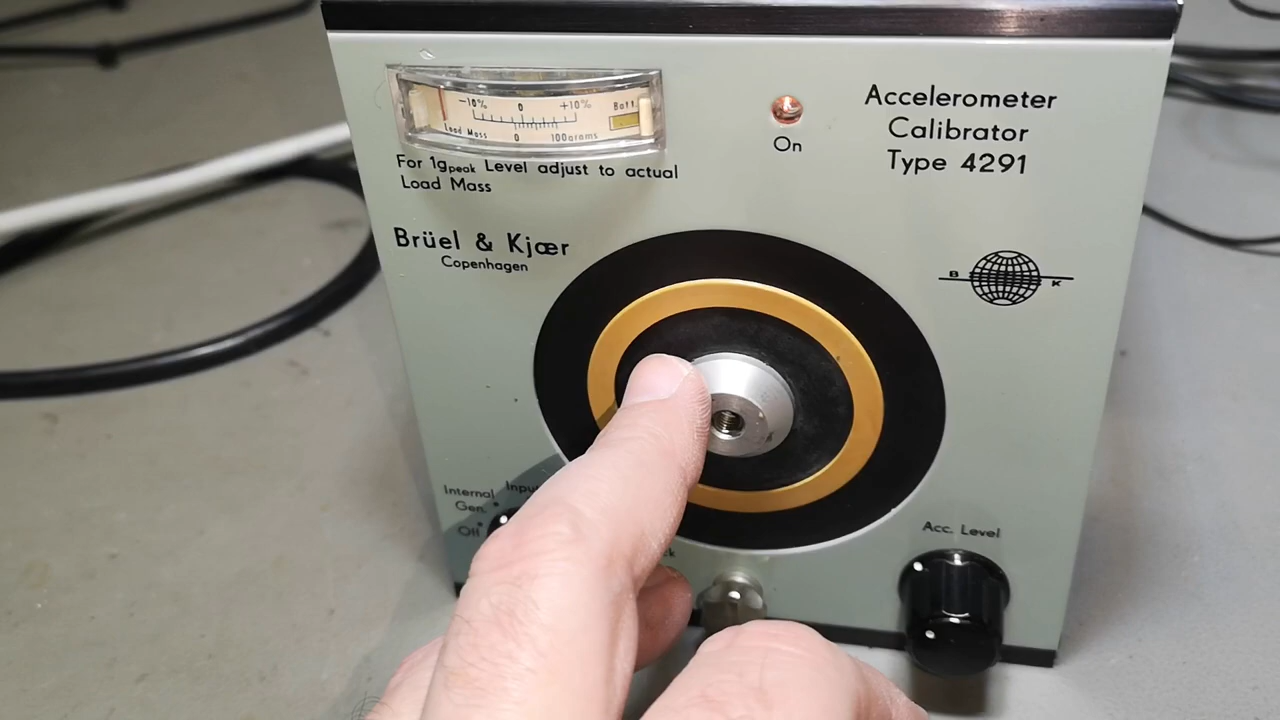 -10% 0 +10% Batt.
Load Mass 0 100grams
For 1gpeak Level adjust to actual
Load Mass
On
Accelerometer
Calibrator
Type 4291
Brüel & Kjær
Copenhagen
B K
Internal
Gen.
Off
Acc. Level